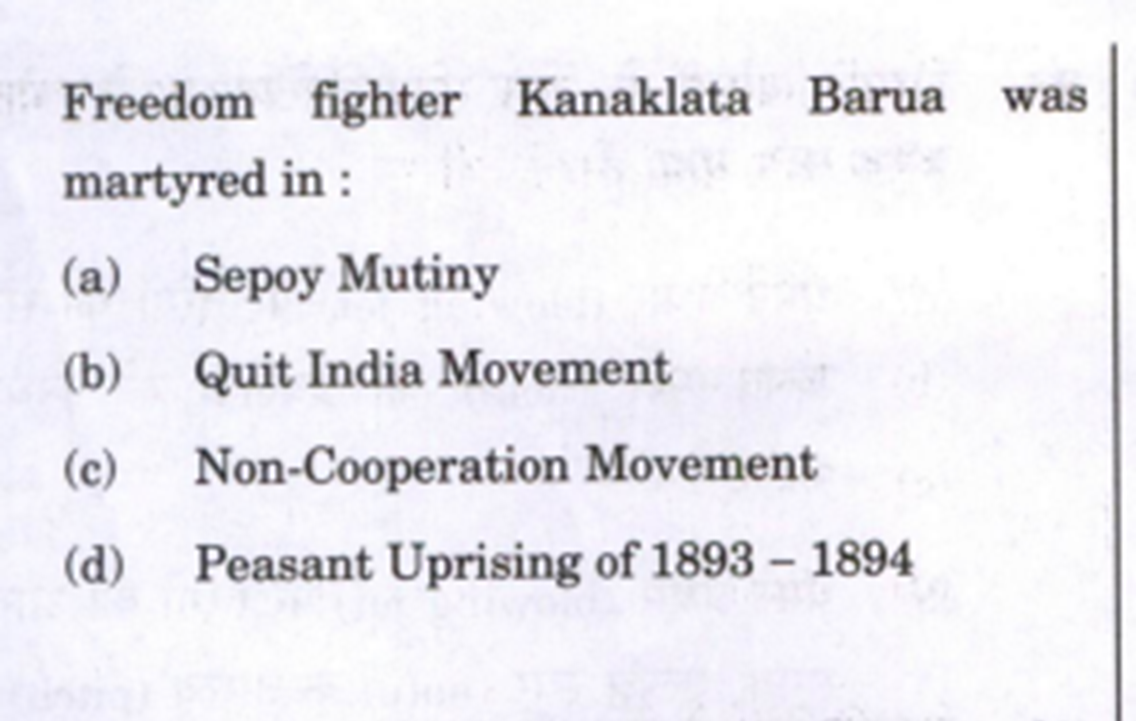 Freedom fighter Kanaklata Barua was
martyred in :
(a) Sepoy Mutiny
(b) Quit India Movement
(c) Non-Cooperation Movement
(d) Peasant Uprising of 1893 – 1894